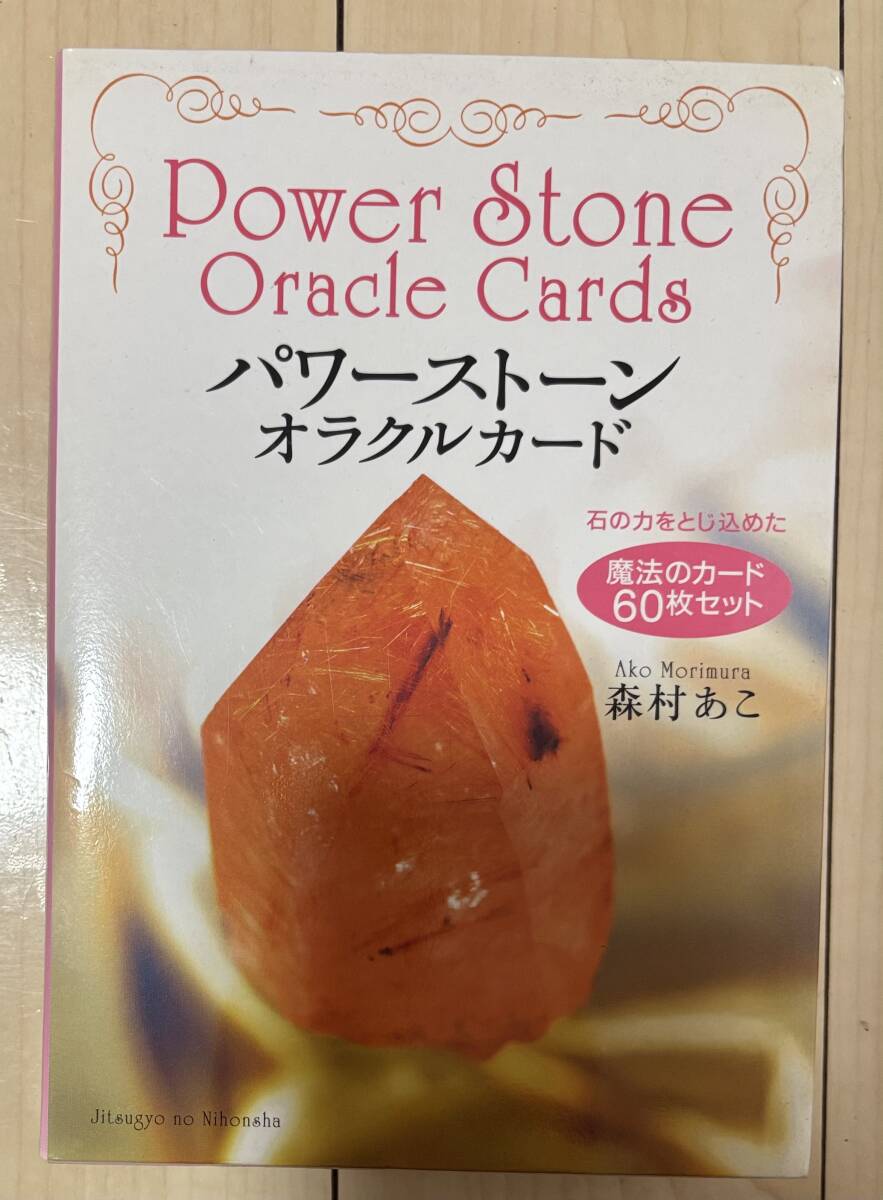 Power Stone
Oracle Cards
パワーストーン
オラクルカード
石の力をとじ込めた
魔法のカード
60枚セット
Ako Morimura
森村あこ
Jitsugyo no Nihonsha